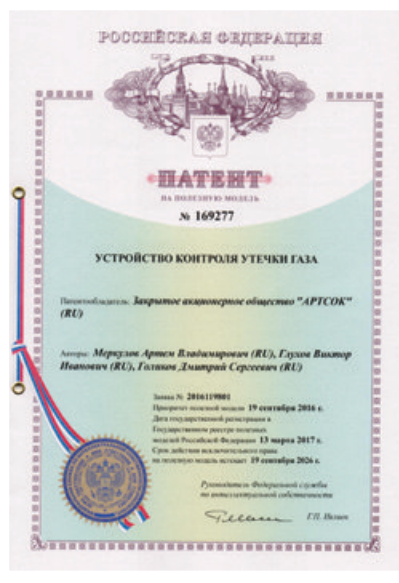 РОССИЙСКАЯ ФЕДЕРАЦИЯ
ПАТЕНТ
НА ПОЛЕЗНУЮ МОДЕЛЬ
№ 169277
УСТРОЙСТВО КОНТРОЛЯ УТЕЧКИ ГАЗА
Патентообладатель: Закрытое акционерное общество "АРТСОК"
(RU)
Авторы: Меркулов Артем Владимирович (RU), Глухов Виктор
Иванович (RU), Голиков Дмитрий Сергеевич (RU)
Заявка № 2016119801
Приоритет полезной модели 19 сентября 2016 г.
Дата государственной регистрации в
Государственном реестре полезных
моделей Российской Федерации 13 марта 2017 г.
Срок действия исключительного права
на полезную модель истекает 19 сентября 2026 г.
Руководитель Федеральной службы
по интеллектуальной собственности
Г.П. Ивлиев